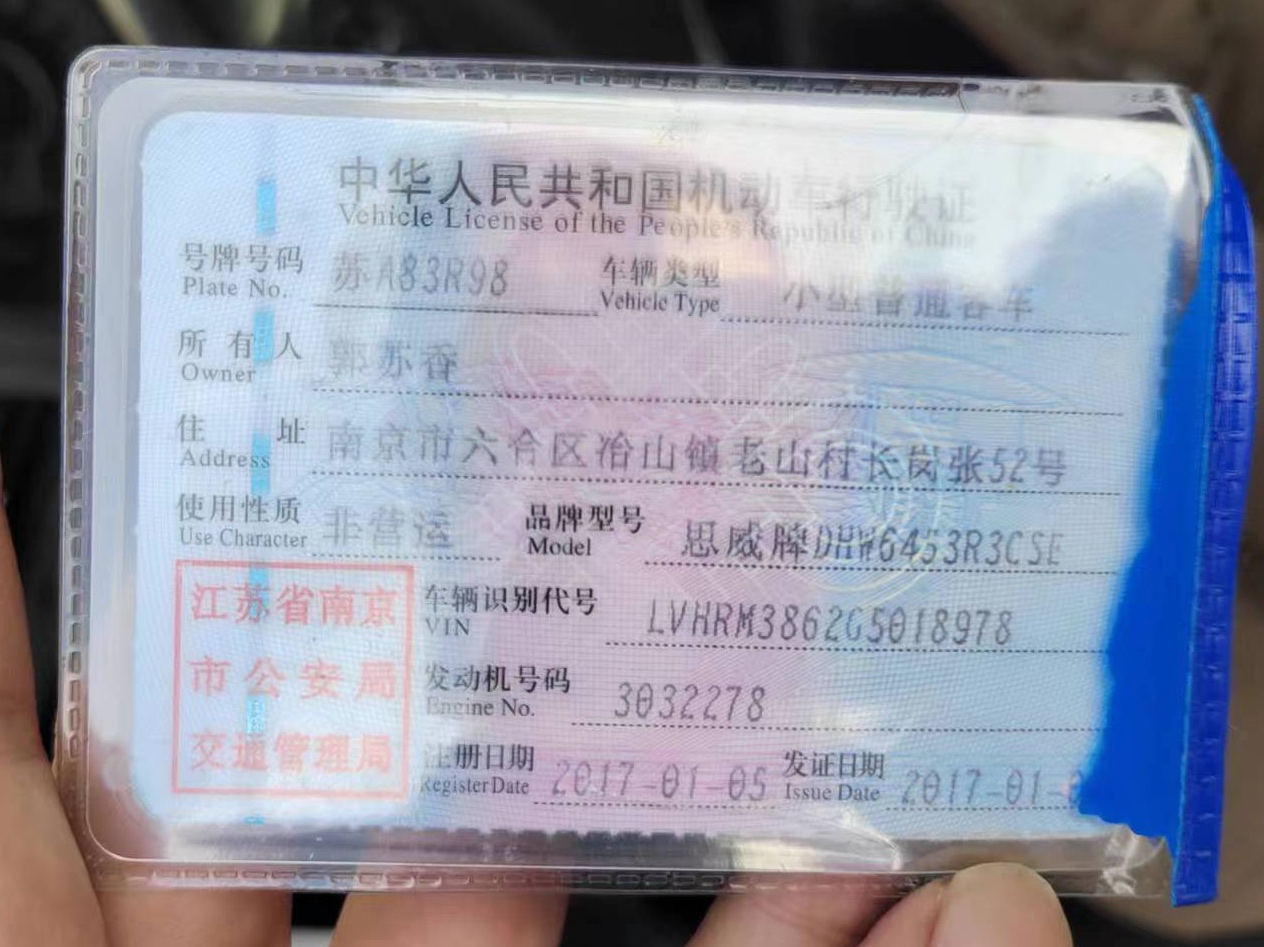 中华人民共和国机动车行驶证
Vehicle License of the People's Republic of China
号牌号码 苏A83R98 车辆类型 小型普通客车
Plate No. Vehicle Type
所有人 郭苏香
Owner
住址 南京市六合区冶山镇老山村长岗张52号
Address
使用性质 非营运 品牌型号 思威牌DHW6453R3CSE
Use Character Model
江苏省南京
市公安局
交通管理局
车辆识别代号 LVHRM3862G5018978
VIN
发动机号码 3032278
Engine No.
注册日期 2017-01-05 发证日期 2017-01-
Register Date Issue Date